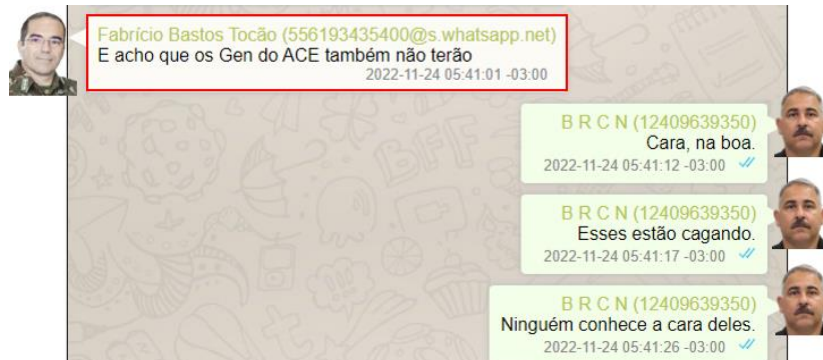 Fabrício Bastos Tocão (556193435400@s.whatsapp.net)
E acho que os Gen do ACE também não terão
2022-11-24 05:41:01 -03:00
B R C N (12409639350)
Cara, na boa.
2022-11-24 05:41:12 -03:00
B R C N (12409639350)
Esses estão cagando.
2022-11-24 05:41:17 -03:00
B R C N (12409639350)
Ninguém conhece a cara deles.
2022-11-24 05:41:26 -03:00
BFF